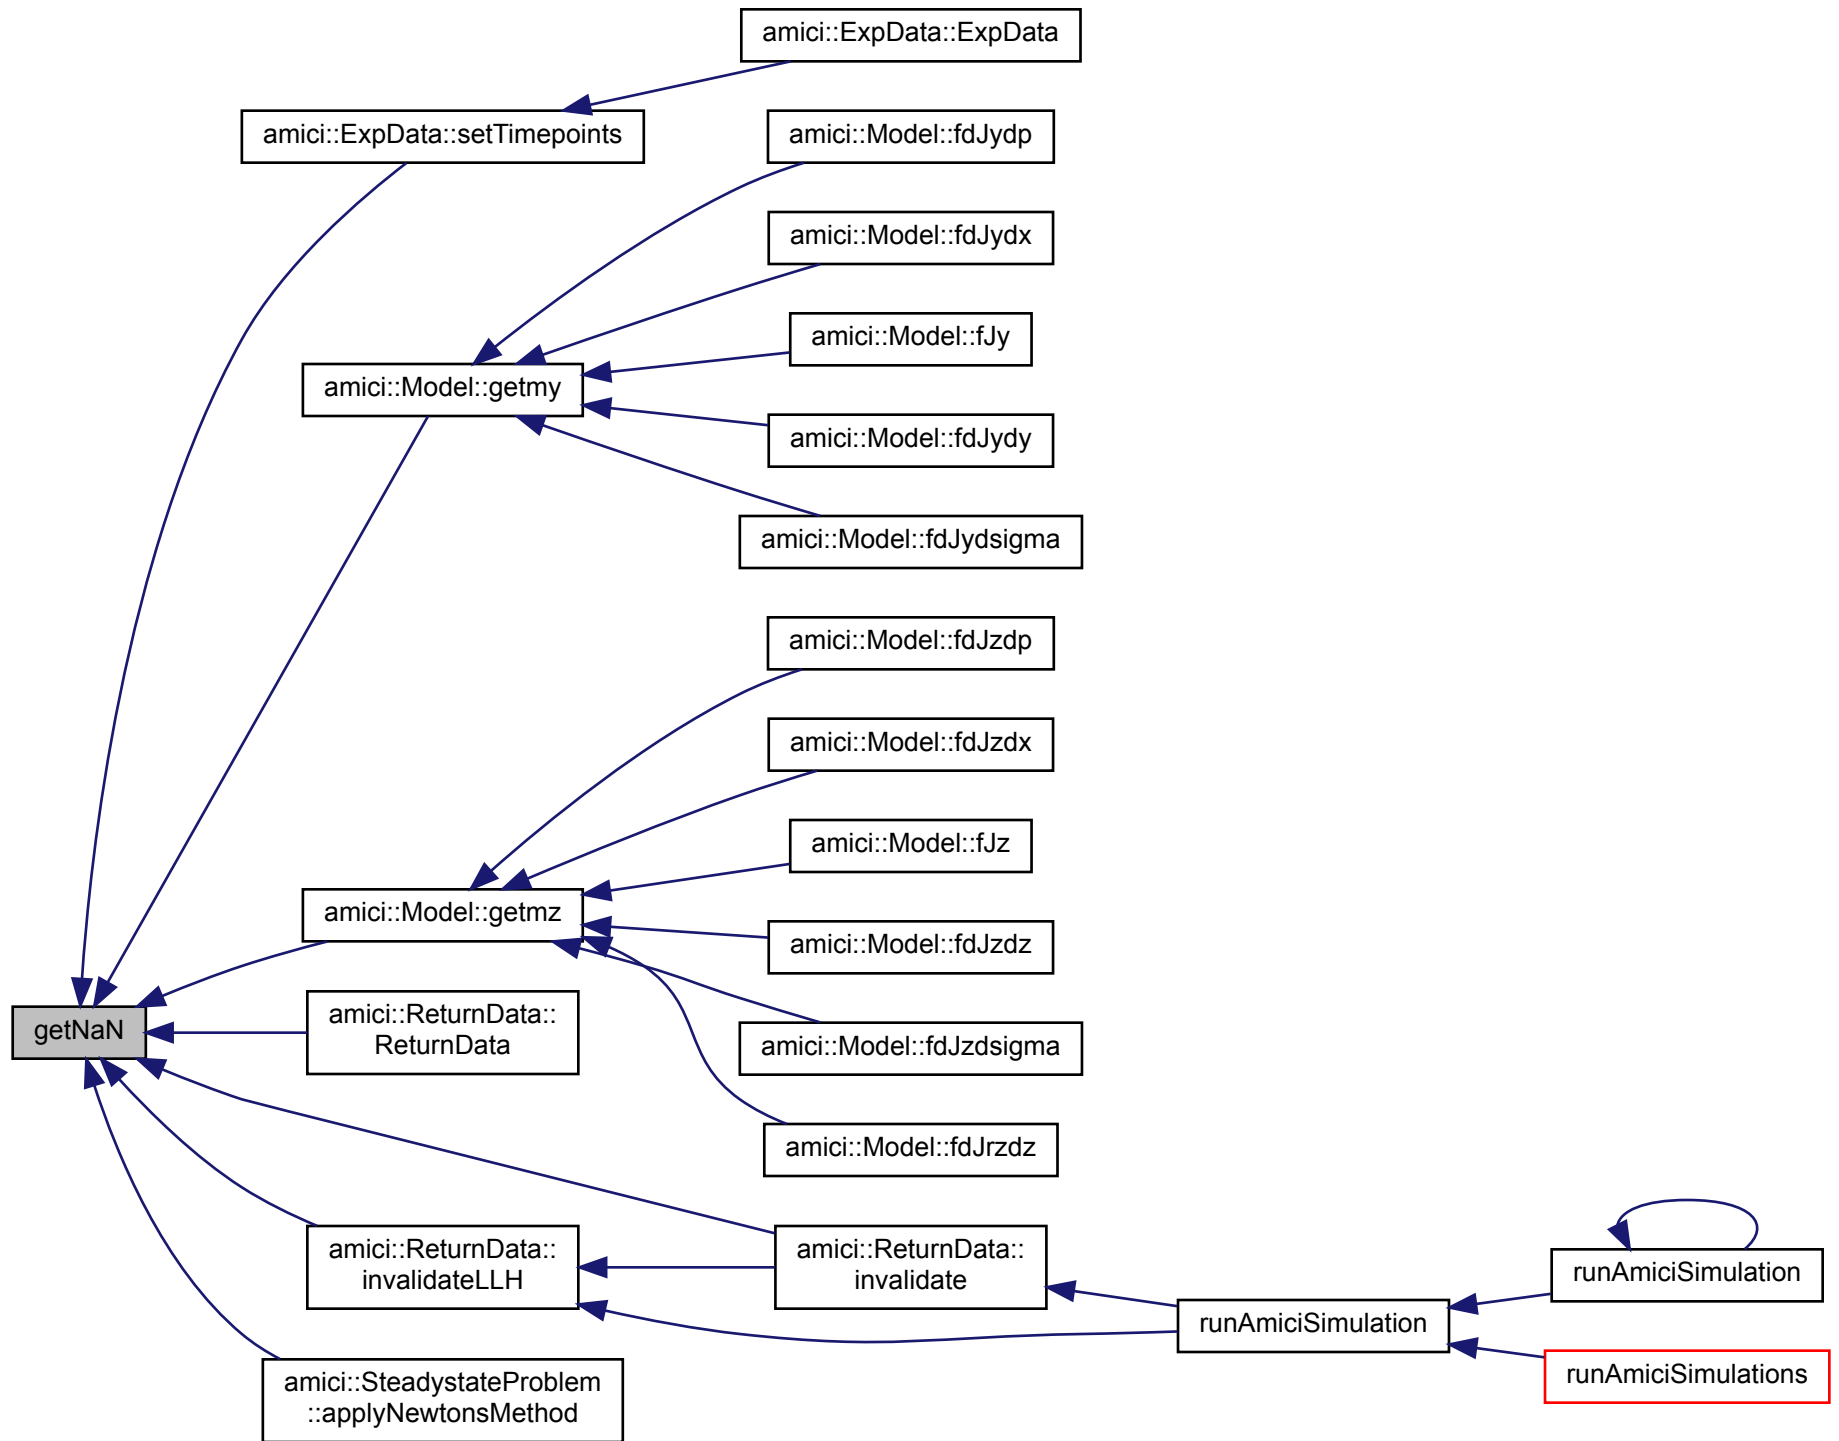 amici::ExpData::ExpData
amici::ExpData::setTimepoints
amici::Model::fdJydp
amici::Model::fdJydx
amici::Model::fJy
amici::Model::getmy
amici::Model::fdJydy
amici::Model::fdJydsigma
amici::Model::fdJzdp
amici::Model::fdJzdx
amici::Model::fJz
amici::Model::getmz
amici::Model::fdJzdz
getNaN
amici::ReturnData::
ReturnData
amici::Model::fdJzdsigma
amici::Model::fdJrzdz
amici::ReturnData::
invalidateLLH
amici::ReturnData::
invalidate
runAmiciSimulation
runAmiciSimulation
runAmiciSimulations
amici::SteadystateProblem
::applyNewtonsMethod